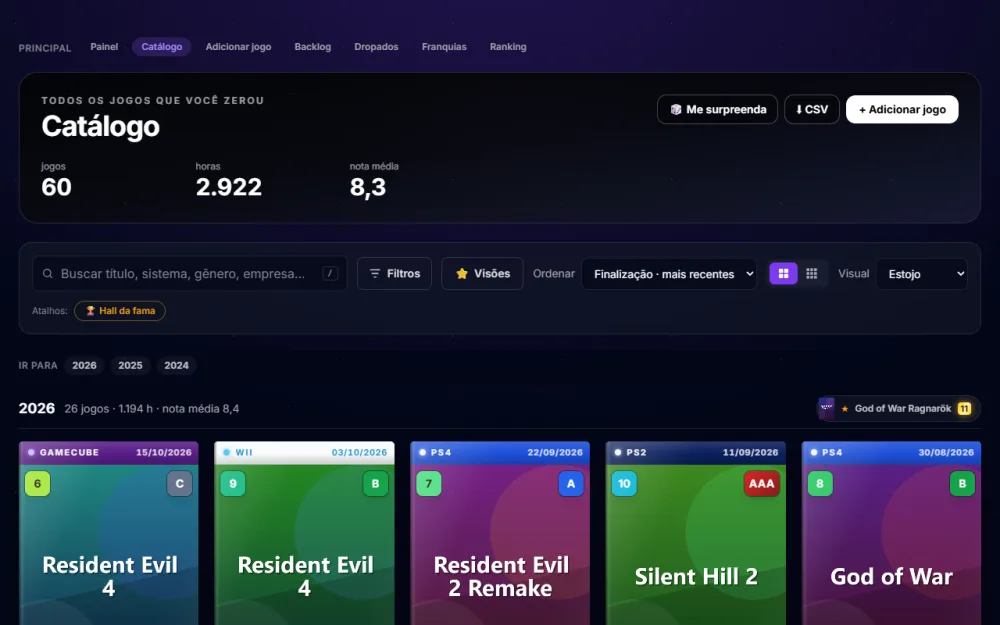 PRINCIPAL Painel Catálogo Adicionar jogo Backlog Dropados Franquias Ranking
TODOS OS JOGOS QUE VOCÊ ZEROU
Catálogo
Me surpreenda CSV + Adicionar jogo
jogos horas nota média
60 2.922 8,3
Buscar título, sistema, gênero, empresa... / Filtros Visões Ordenar Finalização · mais recentes Visual Estojo
Atalhos: Hall da fama
IR PARA 2026 2025 2024
2026 26 jogos · 1.194 h · nota média 8,4 God of War Ragnarök 11
GAMECUBE 15/10/2026
6 C
Resident Evil
4
WII 03/10/2026
9 B
Resident Evil
4
PS4 22/09/2026
7 A
Resident Evil
2 Remake
PS2 11/09/2026
10 AAA
Silent Hill 2
PS4 30/08/2026
8 B
God of War